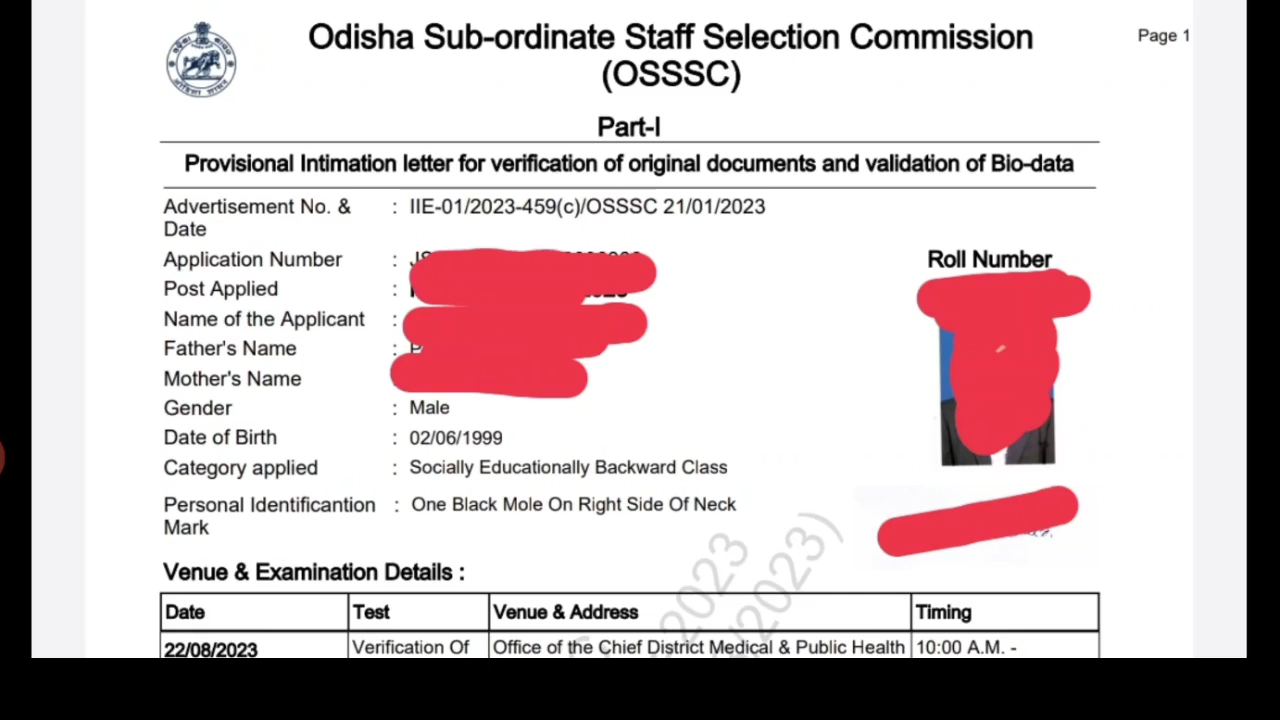 Odisha Sub-ordinate Staff Selection Commission
(OSSSC)
Page 1
Part-I
Provisional Intimation letter for verification of original documents and validation of Bio-data
Advertisement No. & Date : IIE-01/2023-459(c)/OSSSC 21/01/2023
Application Number :
Roll Number
Post Applied :
Name of the Applicant :
Father's Name :
Mother's Name
Gender : Male
Date of Birth : 02/06/1999
Category applied : Socially Educationally Backward Class
Personal Identificantion Mark : One Black Mole On Right Side Of Neck
Venue & Examination Details :
Date Test Venue & Address Timing
22/08/2023 Verification Of Office of the Chief District Medical & Public Health 10:00 A.M. -
2023
2023)